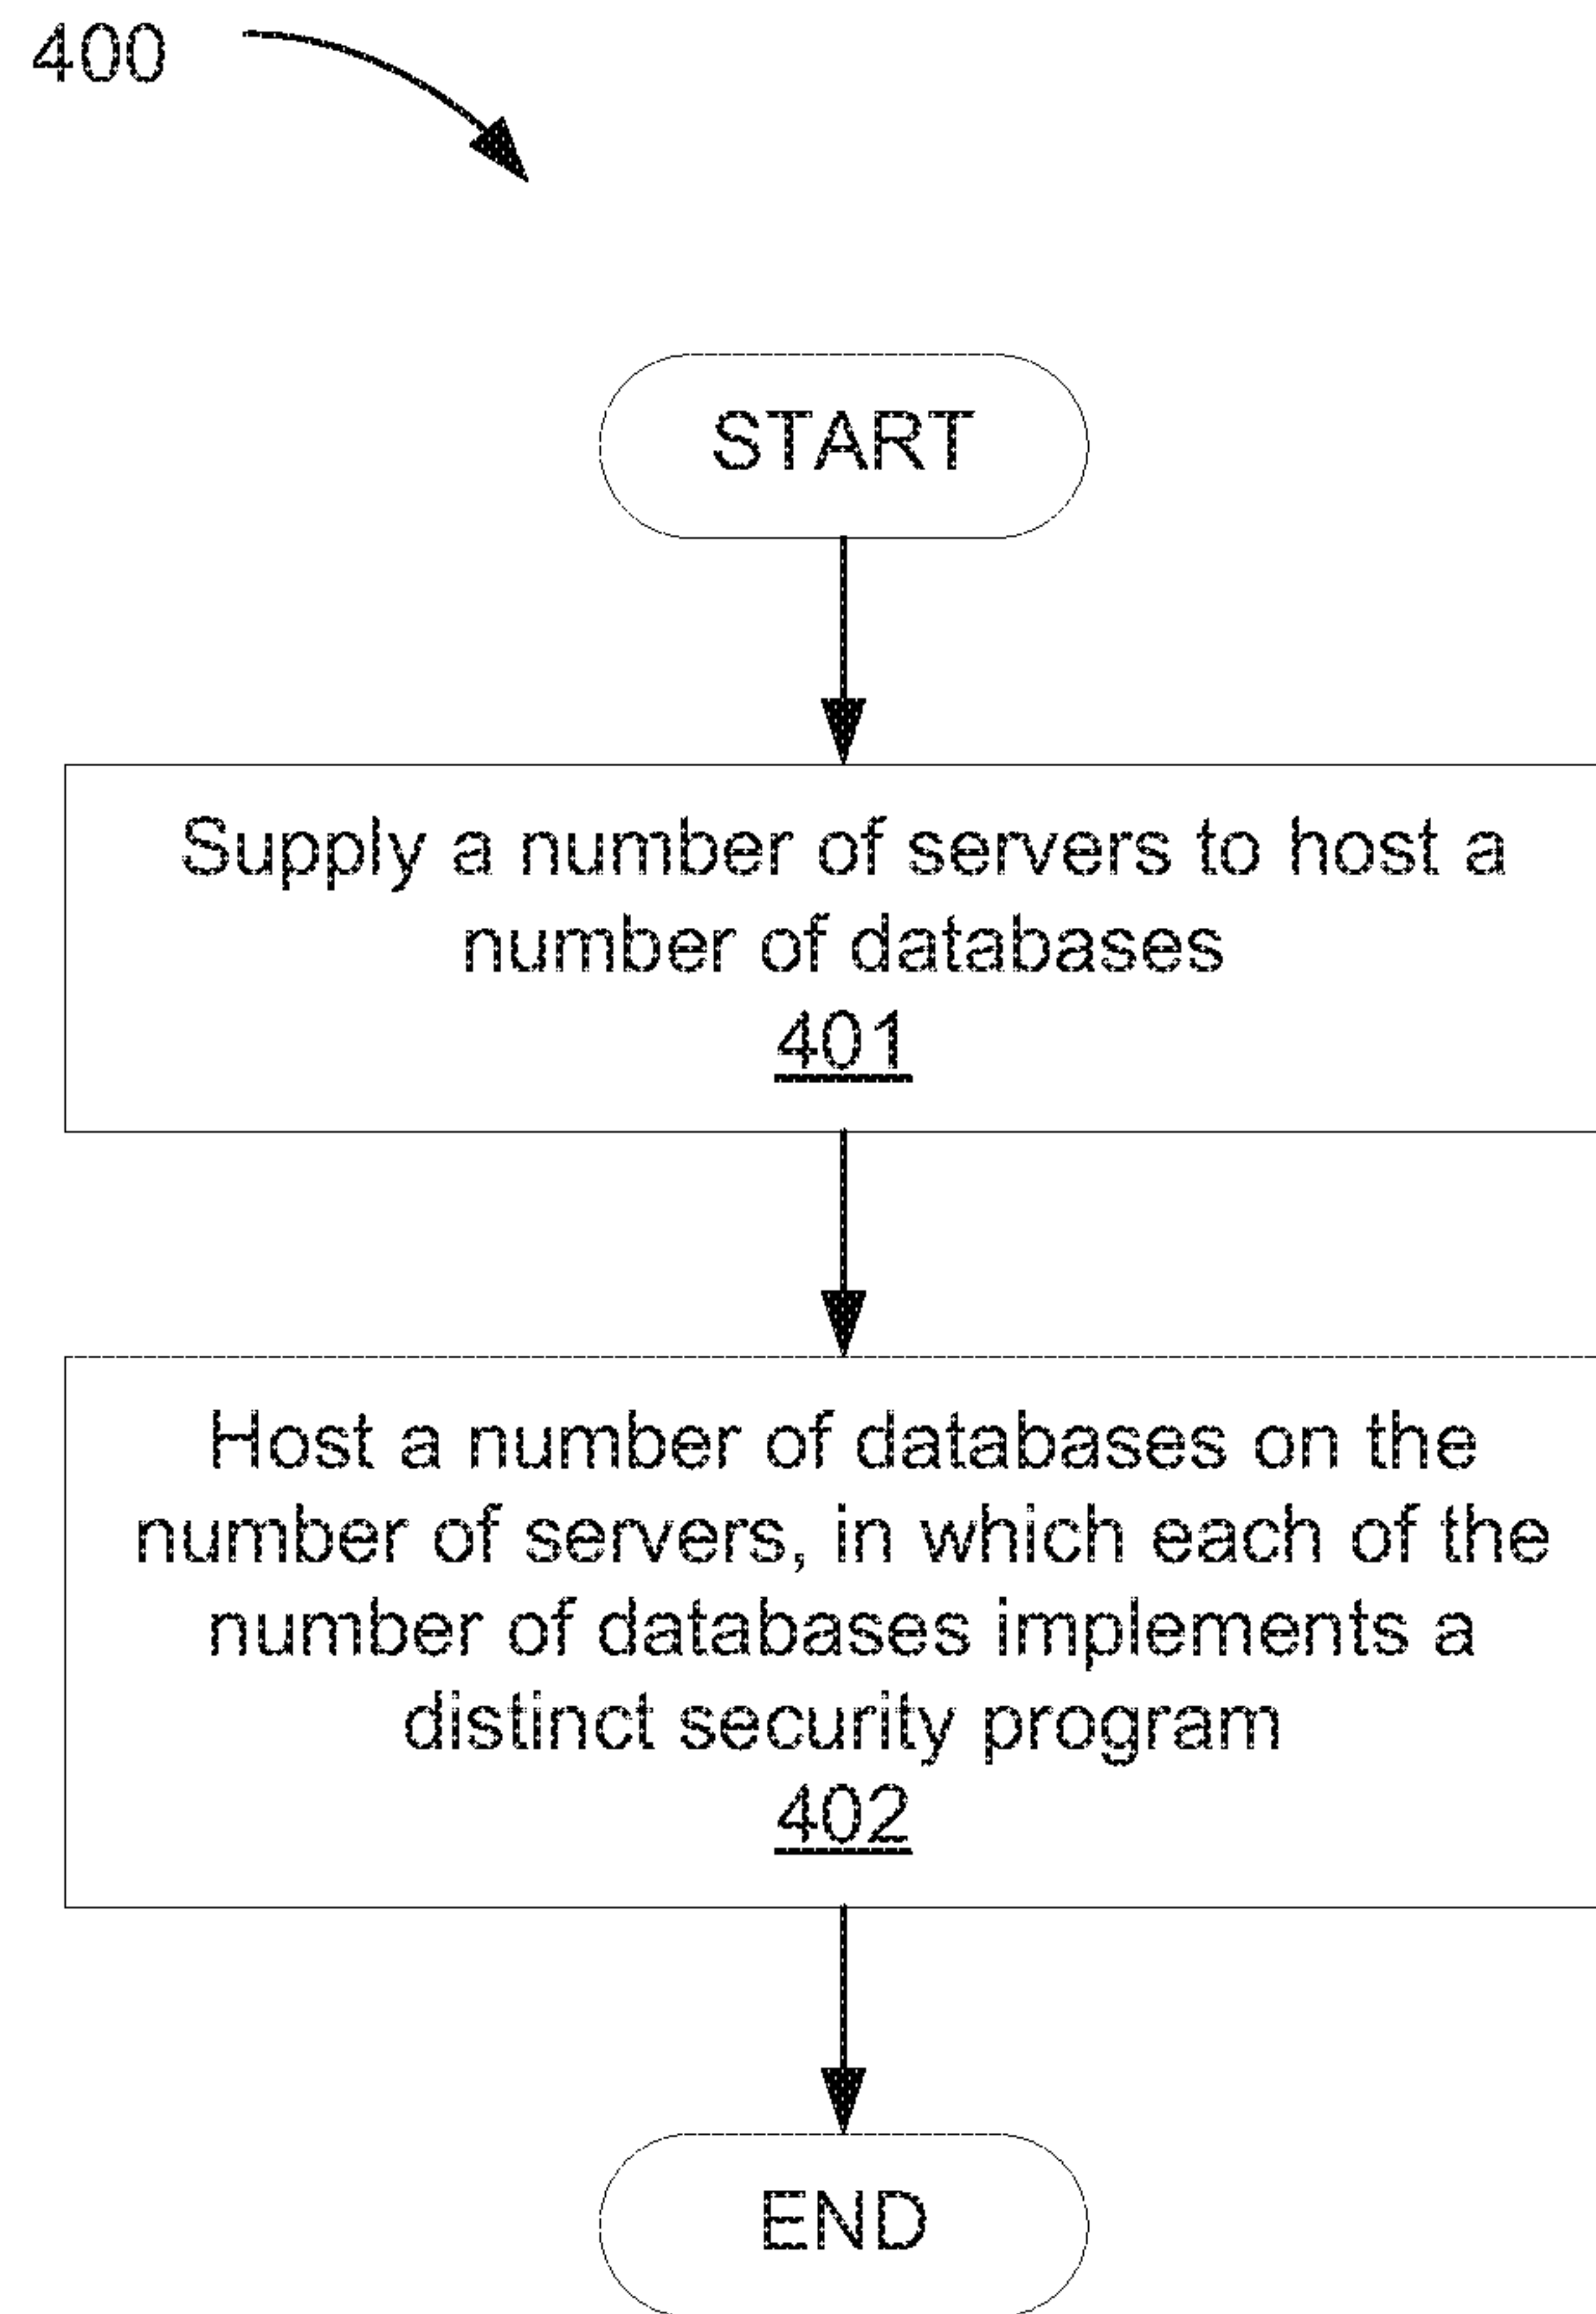 400
START
Supply a number of servers to host a
number of databases
401
Host a number of databases on the
number of servers, in which each of the
number of databases implements a
distinct security program
402
END